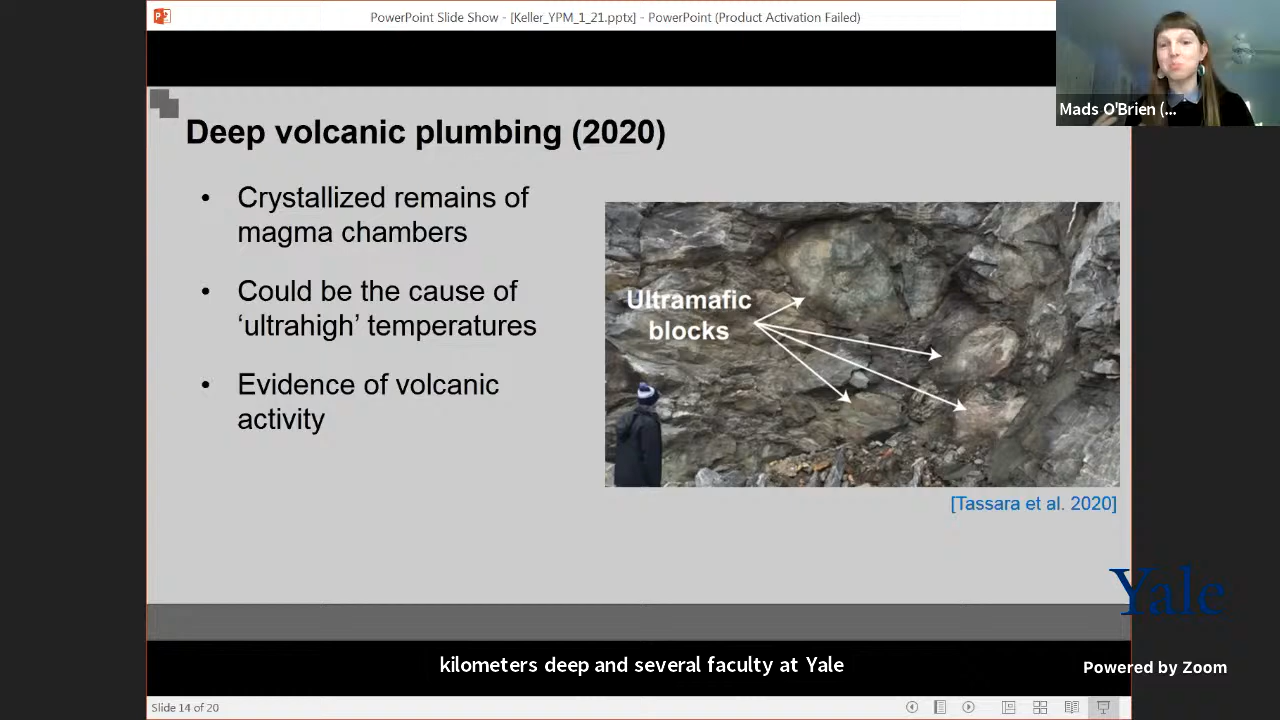 PowerPoint Slide Show - [Keller_YPM_1_21.pptx] - PowerPoint (Product Activation Failed)
Mads O'Brien (...
Deep volcanic plumbing (2020)
• Crystallized remains of
magma chambers
• Could be the cause of
‘ultrahigh’ temperatures
• Evidence of volcanic
activity
Ultramafic
blocks
[Tassara et al. 2020]
Yale
kilometers deep and several faculty at Yale
Powered by Zoom
Slide 14 of 20